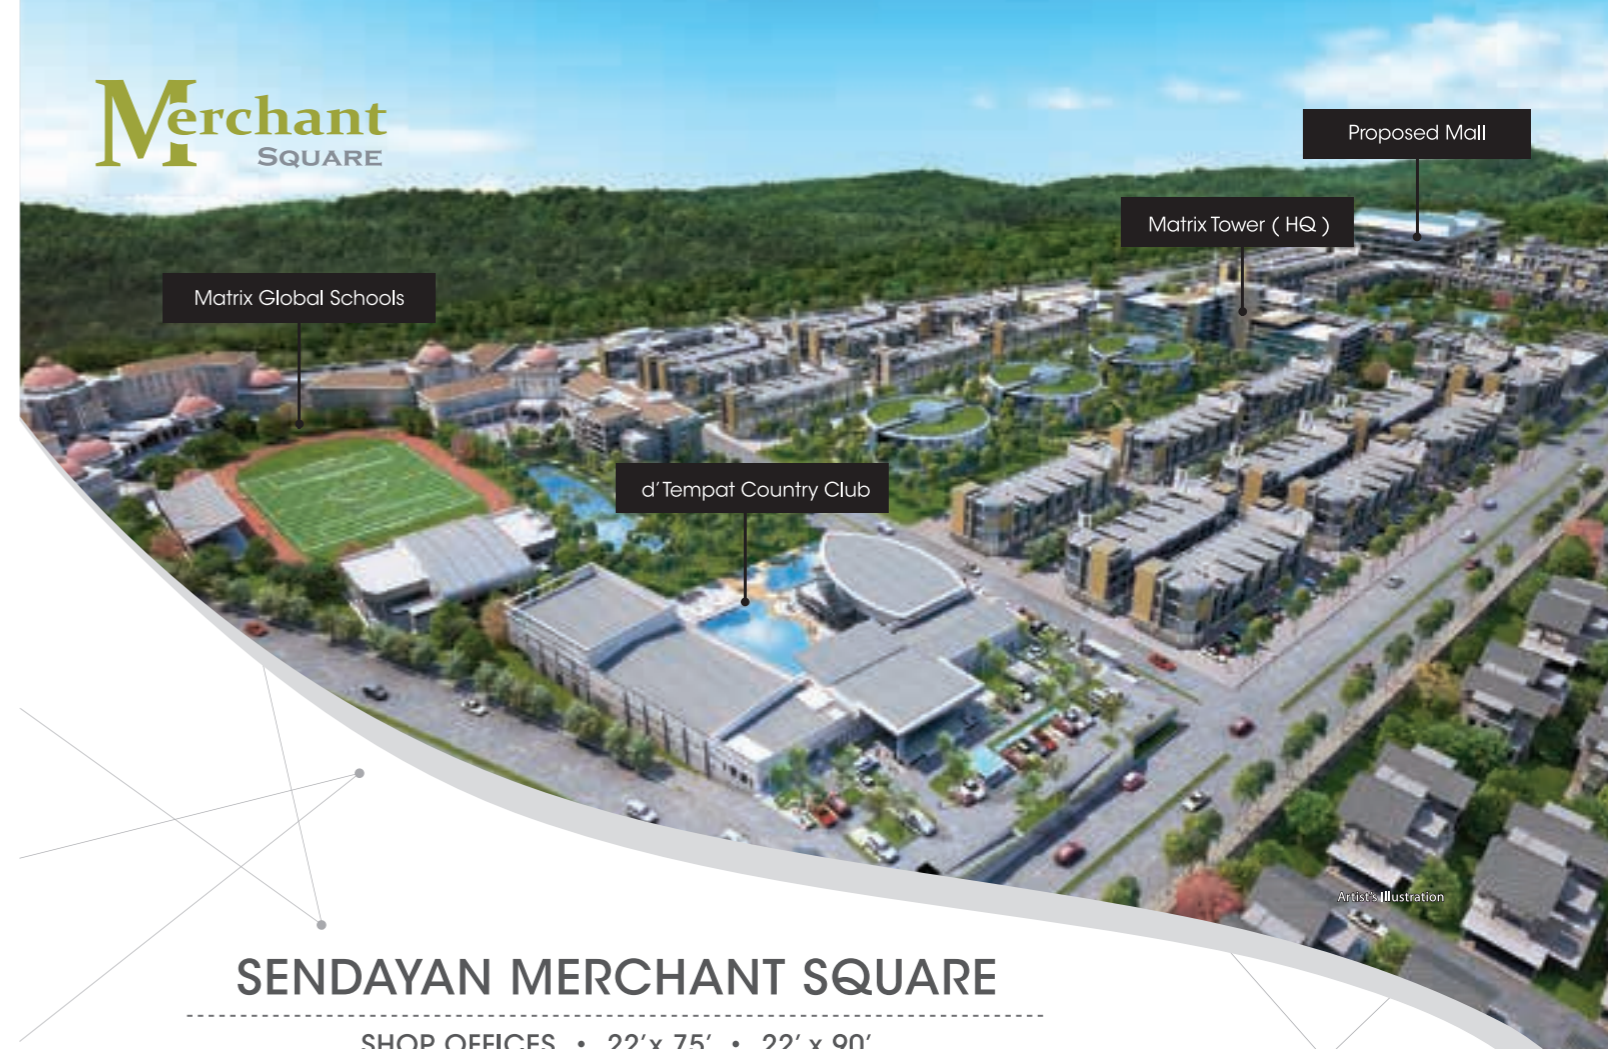 Merchant
SQUARE
Proposed Mall
Matrix Tower ( HQ )
Matrix Global Schools
d'Tempat Country Club
Artist's Illustration
SENDAYAN MERCHANT SQUARE
SHOP OFFICES • 22'x 75' • 22' x 90'